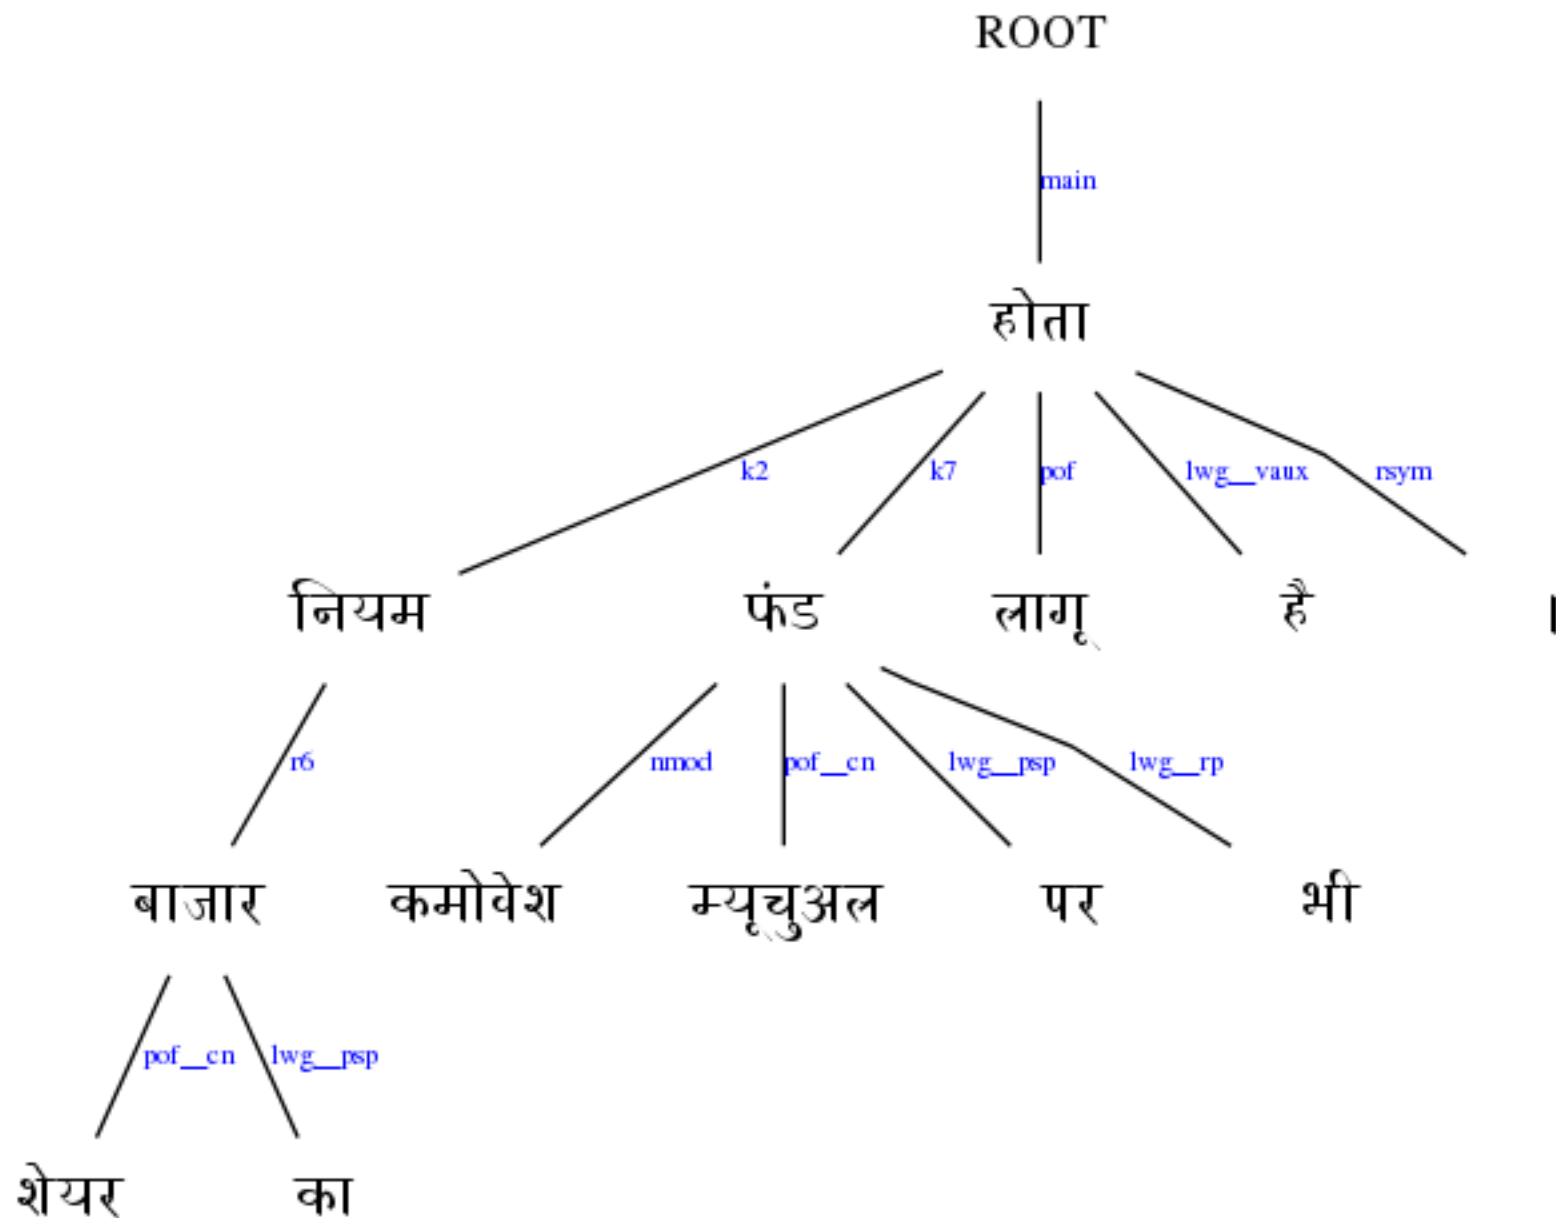 ROOT
main
होता
k2 k7 pof lwg__vaux rsym
नियम फंड लागू है ।
r6 nmod pof__cn lwg__psp lwg__rp
बाजार कमोवेश म्यूचुअल पर भी
pof__cn lwg__psp
शेयर का